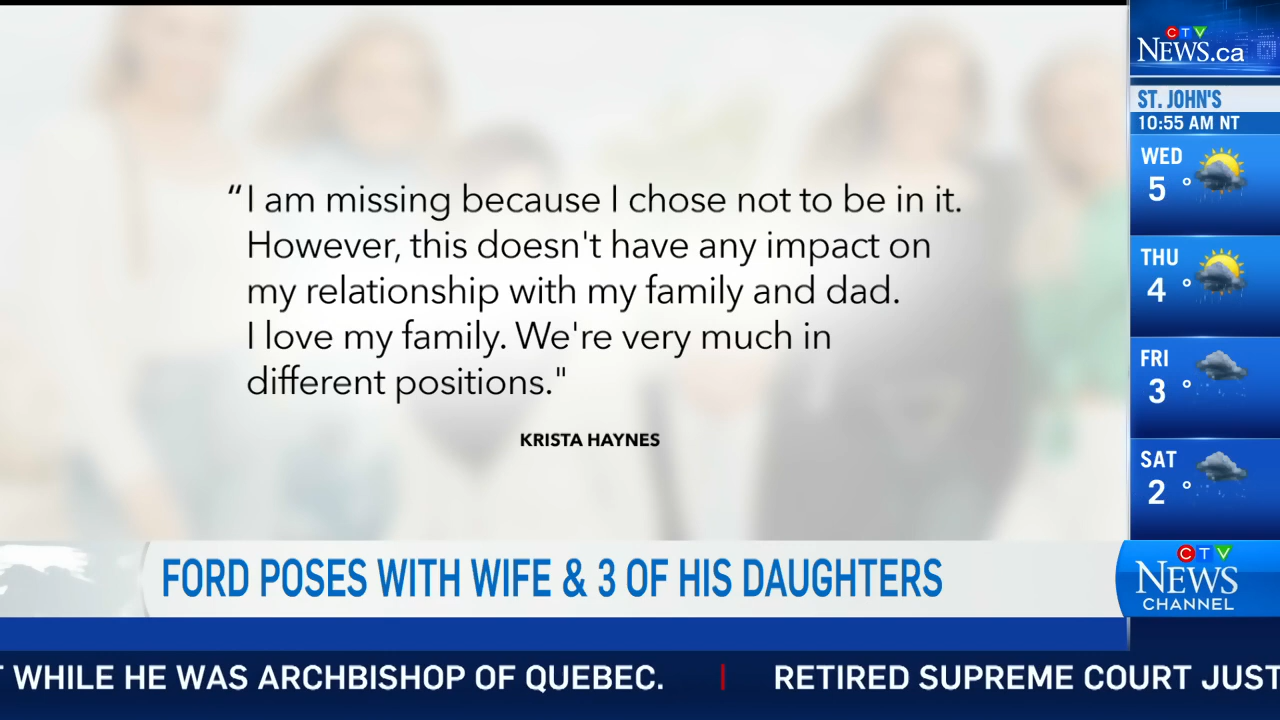 “I am missing because I chose not to be in it.
However, this doesn't have any impact on
my relationship with my family and dad.
I love my family. We're very much in
different positions."
KRISTA HAYNES
FORD POSES WITH WIFE & 3 OF HIS DAUGHTERS
CTV
NEWS.ca
ST. JOHN'S
10:55 AM NT
WED
5 °
THU
4 °
FRI
3 °
SAT
2 °
CTV
NEWS
CHANNEL
WHILE HE WAS ARCHBISHOP OF QUEBEC. | RETIRED SUPREME COURT JUST